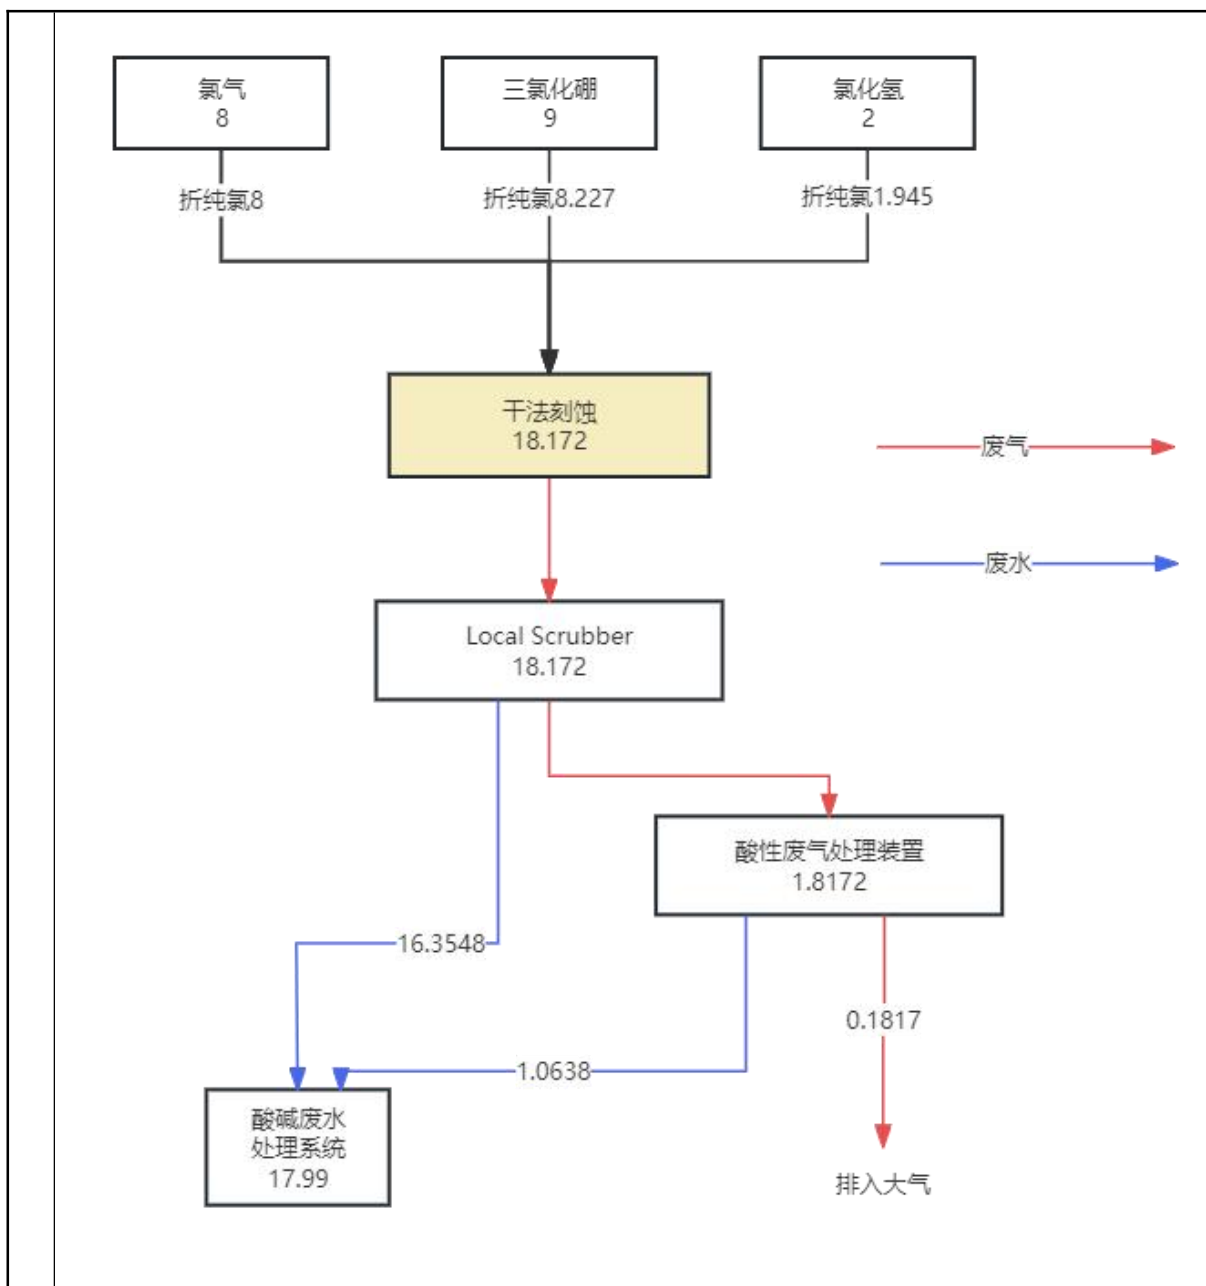 氯气
8
三氯化硼
9
氯化氢
2
折纯氯8
折纯氯8.227
折纯氯1.945
干法刻蚀
18.172
废气
废水
Local Scrubber
18.172
酸性废气处理装置
1.8172
16.3548
0.1817
1.0638
酸碱废水
处理系统
17.99
排入大气